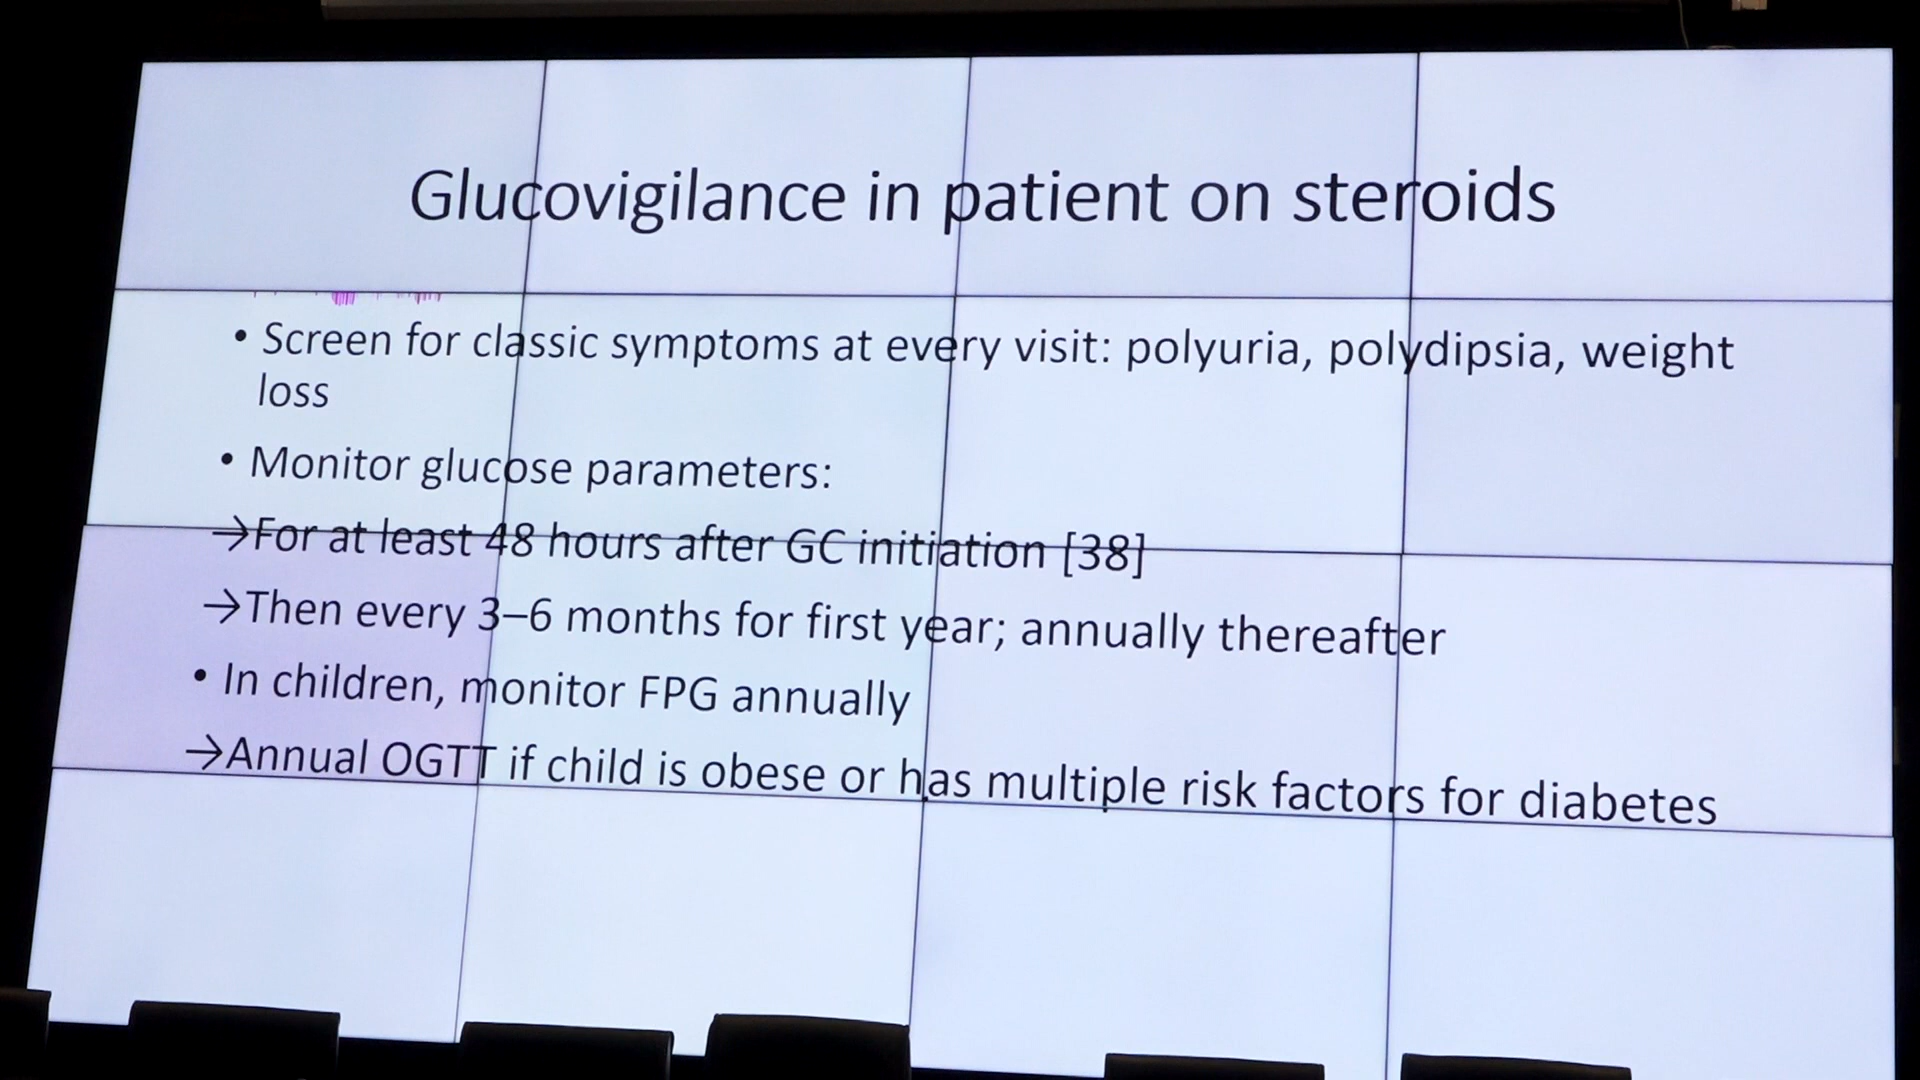 Glucovigilance in patient on steroids
• Screen for classic symptoms at every visit: polyuria, polydipsia, weight
loss
• Monitor glucose parameters:
→For at least 48 hours after GC initiation [38]
→Then every 3–6 months for first year; annually thereafter
• In children, monitor FPG annually
→Annual OGTT if child is obese or has multiple risk factors for diabetes